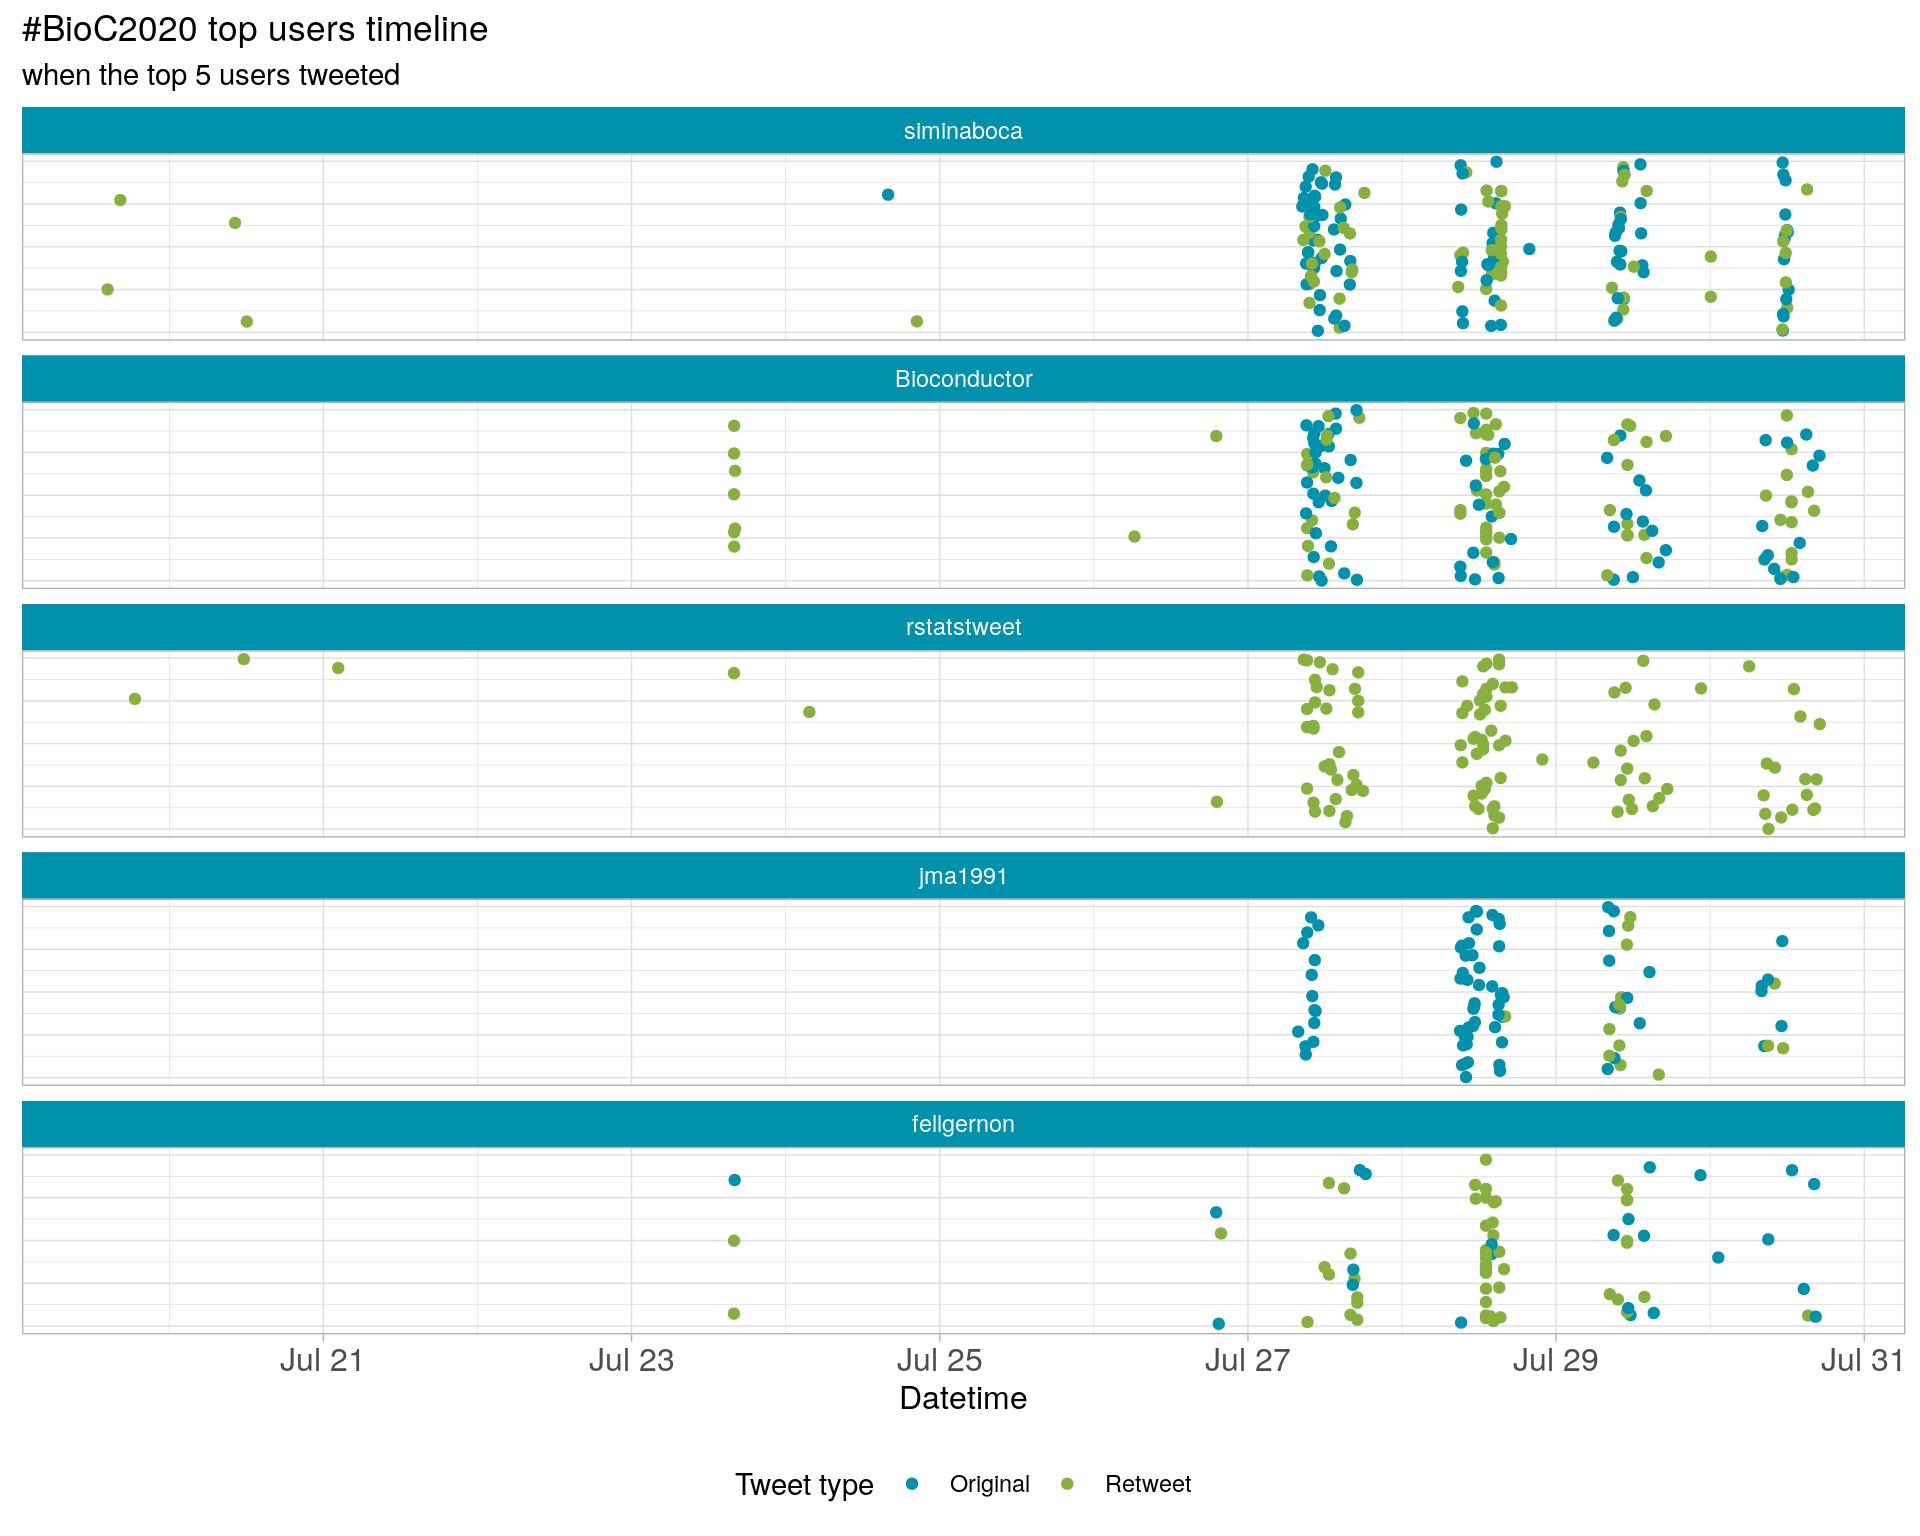 #BioC2020 top users timeline
when the top 5 users tweeted
siminaboca
Bioconductor
rstatstweet
jma1991
fellgernon
Jul 21 Jul 23 Jul 25 Jul 27 Jul 29 Jul 31
Datetime
Tweet type Original Retweet